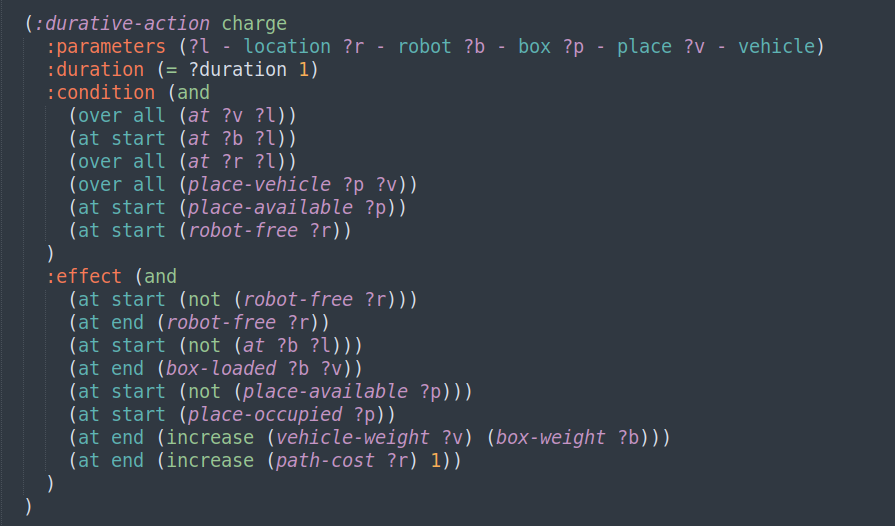 (:durative-action charge
  :parameters (?l - location ?r - robot ?b - box ?p - place ?v - vehicle)
  :duration (= ?duration 1)
  :condition (and
    (over all (at ?v ?l))
    (at start (at ?b ?l))
    (over all (at ?r ?l))
    (over all (place-vehicle ?p ?v))
    (at start (place-available ?p))
    (at start (robot-free ?r))
  )
  :effect (and
    (at start (not (robot-free ?r)))
    (at end (robot-free ?r))
    (at start (not (at ?b ?l)))
    (at end (box-loaded ?b ?v))
    (at start (not (place-available ?p)))
    (at start (place-occupied ?p))
    (at end (increase (vehicle-weight ?v) (box-weight ?b)))
    (at end (increase (path-cost ?r) 1))
  )
)